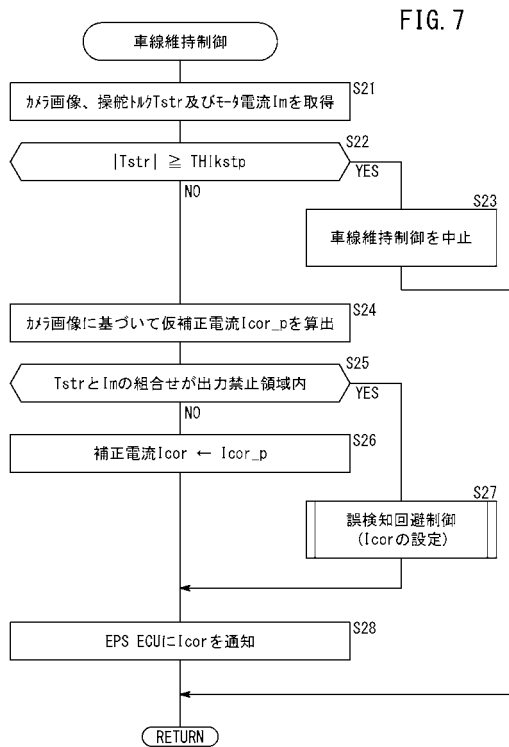 FIG. 7
車線維持制御
S21
カメラ画像、操舵トルクTstr及びモータ電流Imを取得
S22
|Tstr| ≧ THlkstp
YES
NO
S23
車線維持制御を中止
S24
カメラ画像に基づいて仮補正電流Icor_pを算出
S25
TstrとImの組合せが出力禁止領域内
YES
NO
S26
補正電流Icor ← Icor_p
S27
誤検知回避制御
(Icorの設定)
S28
EPS ECUにIcorを通知
RETURN